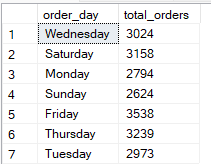 order_day total_orders
1 Wednesday 3024
2 Saturday 3158
3 Monday 2794
4 Sunday 2624
5 Friday 3538
6 Thursday 3239
7 Tuesday 2973